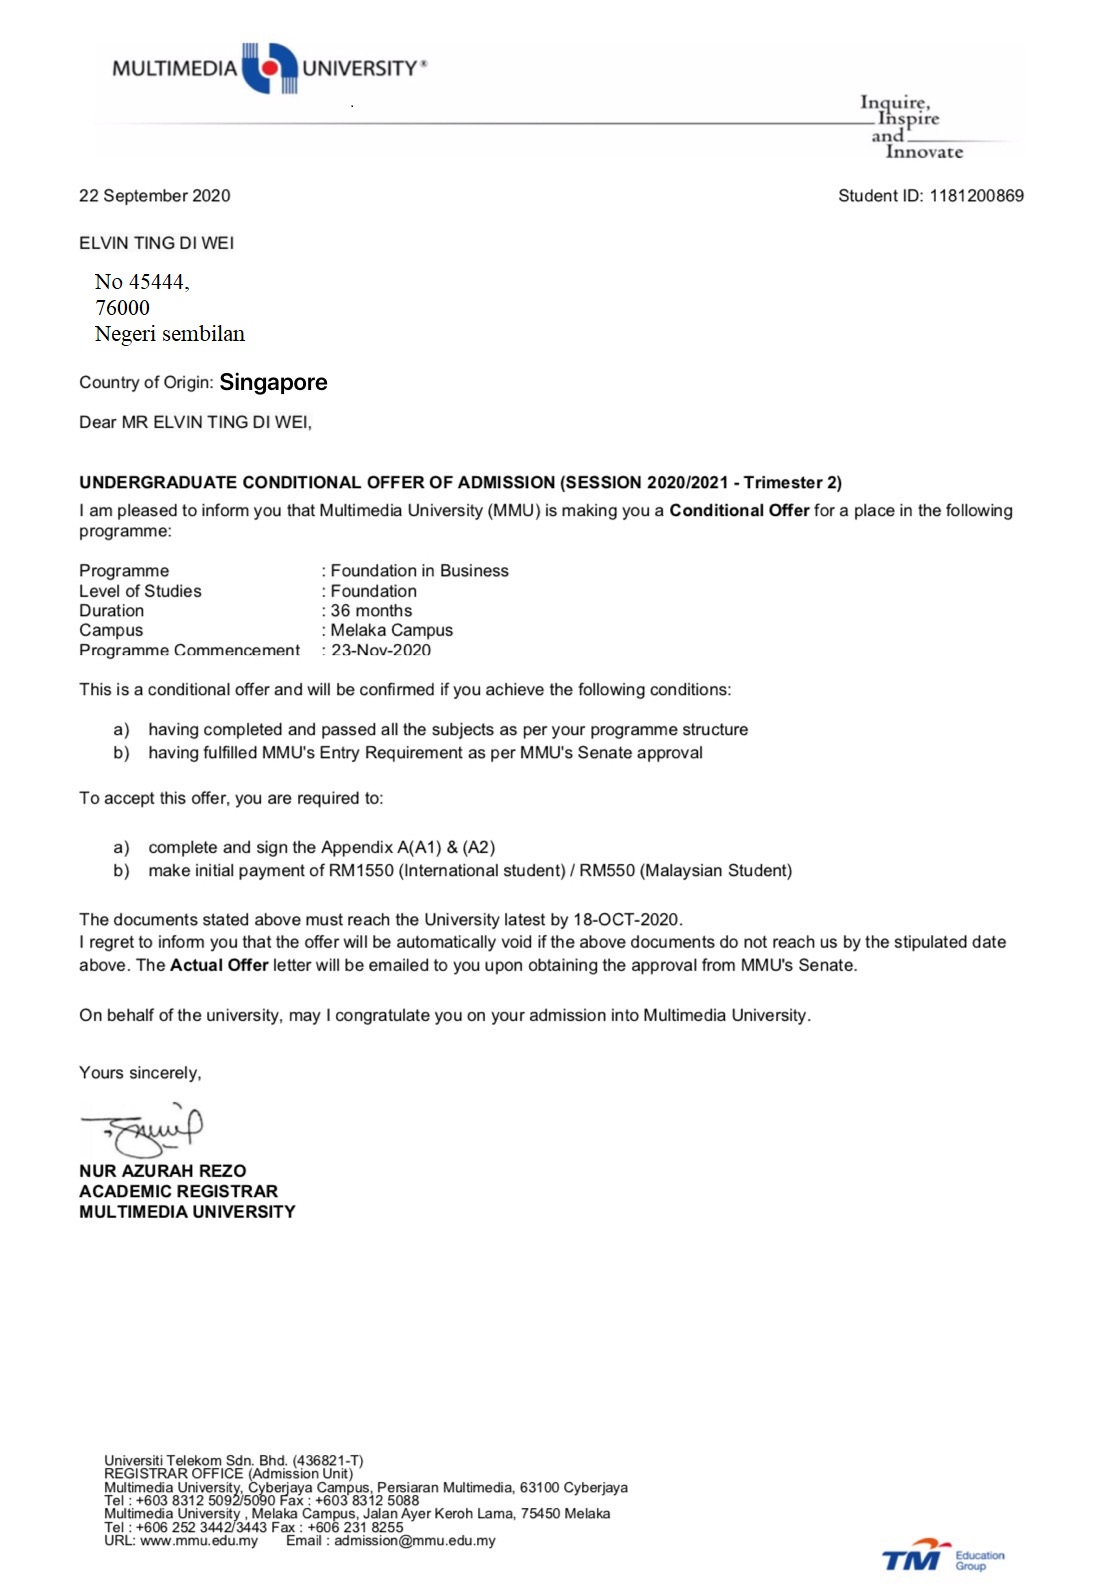 MULTIMEDIA UNIVERSITY®
Inquire,
Inspire
and
Innovate
22 September 2020 Student ID: 1181200869
ELVIN TING DI WEI
No 45444,
76000
Negeri sembilan
Country of Origin: Singapore
Dear MR ELVIN TING DI WEI,
UNDERGRADUATE CONDITIONAL OFFER OF ADMISSION (SESSION 2020/2021 - Trimester 2)
I am pleased to inform you that Multimedia University (MMU) is making you a Conditional Offer for a place in the following
programme:
Programme : Foundation in Business
Level of Studies : Foundation
Duration : 36 months
Campus : Melaka Campus
Programme Commencement : 23-Nov-2020
This is a conditional offer and will be confirmed if you achieve the following conditions:
a) having completed and passed all the subjects as per your programme structure
b) having fulfilled MMU's Entry Requirement as per MMU's Senate approval
To accept this offer, you are required to:
a) complete and sign the Appendix A(A1) & (A2)
b) make initial payment of RM1550 (International student) / RM550 (Malaysian Student)
The documents stated above must reach the University latest by 18-OCT-2020.
I regret to inform you that the offer will be automatically void if the above documents do not reach us by the stipulated date
above. The Actual Offer letter will be emailed to you upon obtaining the approval from MMU's Senate.
On behalf of the university, may I congratulate you on your admission into Multimedia University.
Yours sincerely,
NUR AZURAH REZO
ACADEMIC REGISTRAR
MULTIMEDIA UNIVERSITY
Universiti Telekom Sdn. Bhd. (436821-T)
REGISTRAR OFFICE (Admission Unit)
Multimedia University, Cyberjaya Campus, Persiaran Multimedia, 63100 Cyberjaya
Tel : +603 8312 5092/5090 Fax : +603 8312 5088
Multimedia University , Melaka Campus, Jalan Ayer Keroh Lama, 75450 Melaka
Tel : +606 252 3442/3443 Fax : +606 231 8255
URL: www.mmu.edu.my Email : admission@mmu.edu.my
TM Education
Group